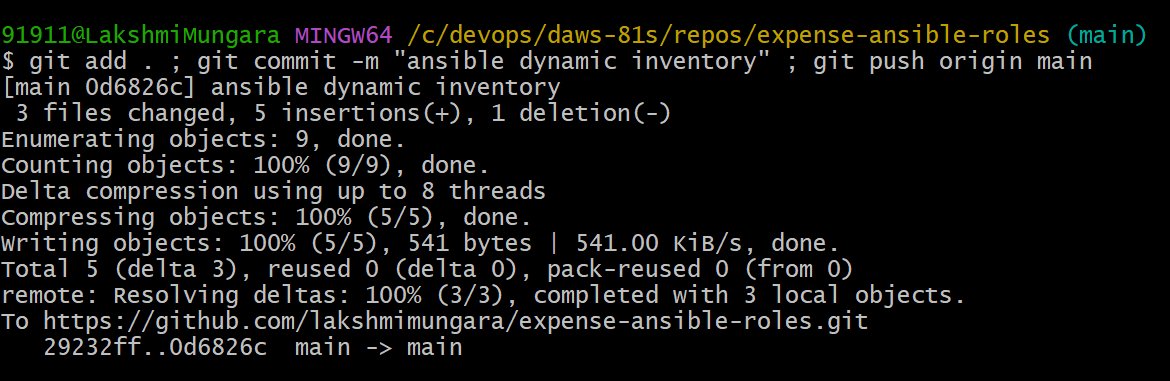 91911@LakshmiMungara MINGW64 /c/devops/daws-81s/repos/expense-ansible-roles (main)
$ git add . ; git commit -m "ansible dynamic inventory" ; git push origin main
[main 0d6826c] ansible dynamic inventory
 3 files changed, 5 insertions(+), 1 deletion(-)
Enumerating objects: 9, done.
Counting objects: 100% (9/9), done.
Delta compression using up to 8 threads
Compressing objects: 100% (5/5), done.
Writing objects: 100% (5/5), 541 bytes | 541.00 KiB/s, done.
Total 5 (delta 3), reused 0 (delta 0), pack-reused 0 (from 0)
remote: Resolving deltas: 100% (3/3), completed with 3 local objects.
To https://github.com/lakshmimungara/expense-ansible-roles.git
   29232ff..0d6826c  main -> main